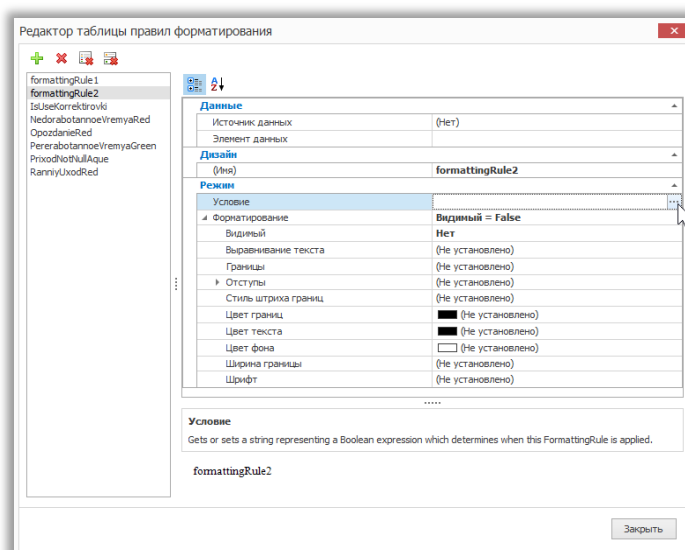 Редактор таблицы правил форматирования
formattingRule1
formattingRule2
IsUseKorrektirovki
NedorabotannoeVremyaRed
OpozdanieRed
PererabotannoeVremyaGreen
PrixodNotNullAque
RanniyUxodRed
Данные
Источник данных (Нет)
Элемент данных
Дизайн
(Имя) formattingRule2
Режим
Условие
Форматирование Видимый = False
Видимый Нет
Выравнивание текста (Не установлено)
Границы (Не установлено)
Отступы (Не установлено)
Стиль штриха границ (Не установлено)
Цвет границ (Не установлено)
Цвет текста (Не установлено)
Цвет фона (Не установлено)
Ширина границы (Не установлено)
Шрифт (Не установлено)
Условие
Gets or sets a string representing a Boolean expression which determines when this FormattingRule is applied.
formattingRule2
Закрыть